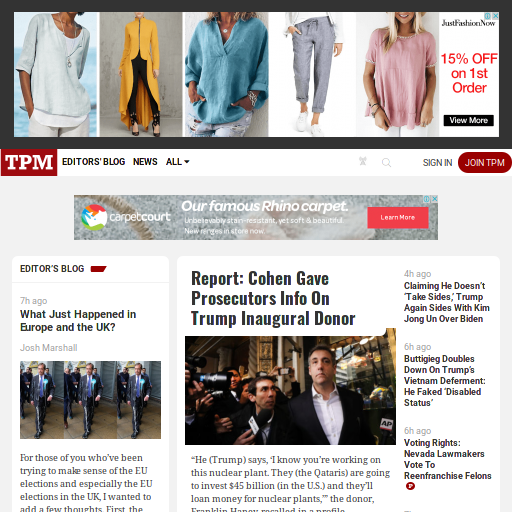 JustFashionNow
15% OFF
on 1st
Order
View More
TPM
EDITORS' BLOG
NEWS
ALL
SIGN IN
JOIN TPM
carpetcourt
Our famous Rhino carpet.
Unbelievably stain-resistant, yet soft & beautiful.
New ranges in store now.
Learn More
EDITOR'S BLOG
7h ago
What Just Happened in
Europe and the UK?
Josh Marshall
For those of you who've been
trying to make sense of the EU
elections and especially the EU
elections in the UK, I wanted to
add a few thoughts. First, the
Report: Cohen Gave
Prosecutors Info On
Trump Inaugural Donor
AP
“He (Trump) says, ‘I know you’re working on
this nuclear plant. They (the Qataris) are going
to invest $45 billion (in the U.S.) and they’ll
loan money for nuclear plants,’” the donor,
Franklin Haney recalled in a profile
4h ago
Claiming He Doesn’t
‘Take Sides,’ Trump
Again Sides With Kim
Jong Un Over Biden
6h ago
Buttigieg Doubles
Down On Trump’s
Vietnam Deferment:
He Faked ‘Disabled
Status’
6h ago
Voting Rights:
Nevada Lawmakers
Vote To
Reenfranchise Felons
P